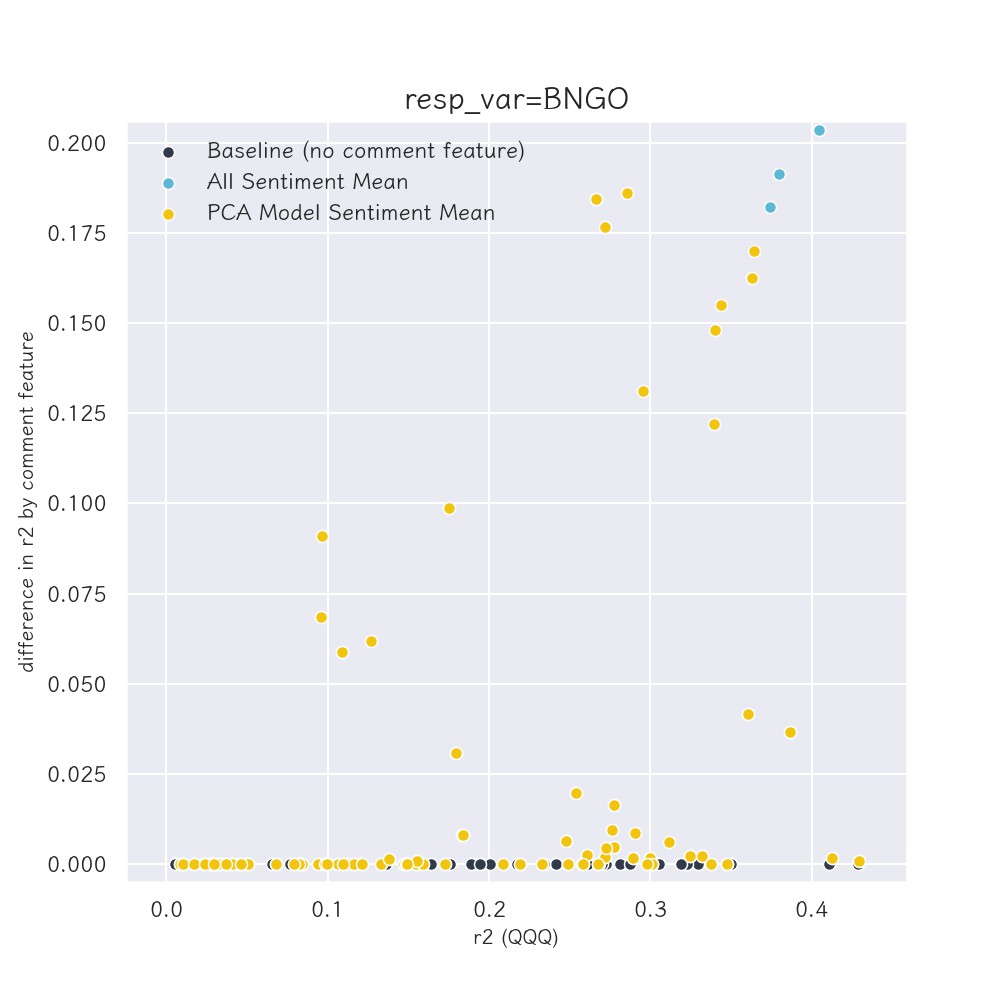 resp_var=BNGO
Baseline (no comment feature)
All Sentiment Mean
PCA Model Sentiment Mean
difference in r2 by comment feature
0.200
0.175
0.150
0.125
0.100
0.075
0.050
0.025
0.000
0.0 0.1 0.2 0.3 0.4
r2 (QQQ)